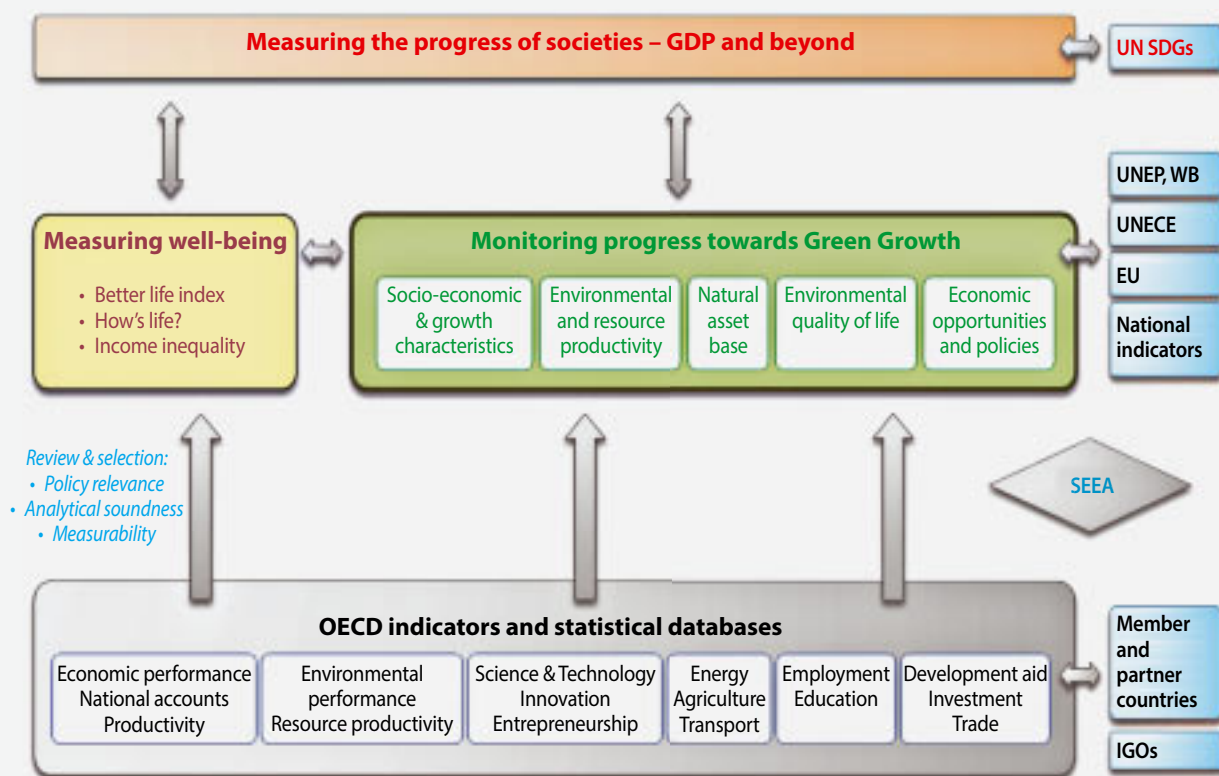 Measuring the progress of societies – GDP and beyond
UN SDGs
UNEP, WB
UNECE
EU
National
indicators
Measuring well-being
• Better life index
• How's life?
• Income inequality
Monitoring progress towards Green Growth
Socio-economic
& growth
characteristics
Environmental
and resource
productivity
Natural
asset
base
Environmental
quality of life
Economic
opportunities
and policies
Review & selection:
• Policy relevance
• Analytical soundness
• Measurability
SEEA
OECD indicators and statistical databases
Economic performance
National accounts
Productivity
Environmental
performance
Resource productivity
Science & Technology
Innovation
Entrepreneurship
Energy
Agriculture
Transport
Employment
Education
Development aid
Investment
Trade
Member
and
partner
countries
IGOs